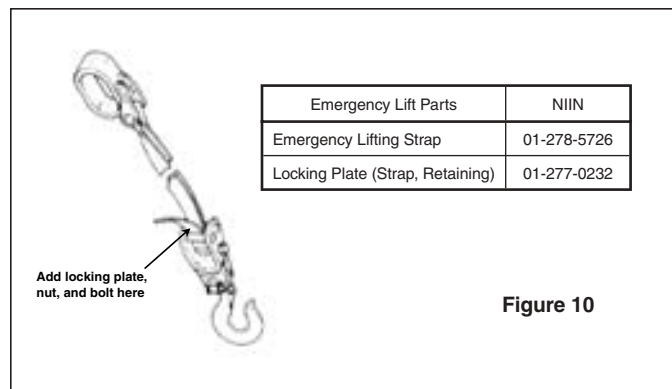 Emergency Lift Parts NIIN
Emergency Lifting Strap 01-278-5726
Locking Plate (Strap, Retaining) 01-277-0232
Add locking plate,
nut, and bolt here
Figure 10